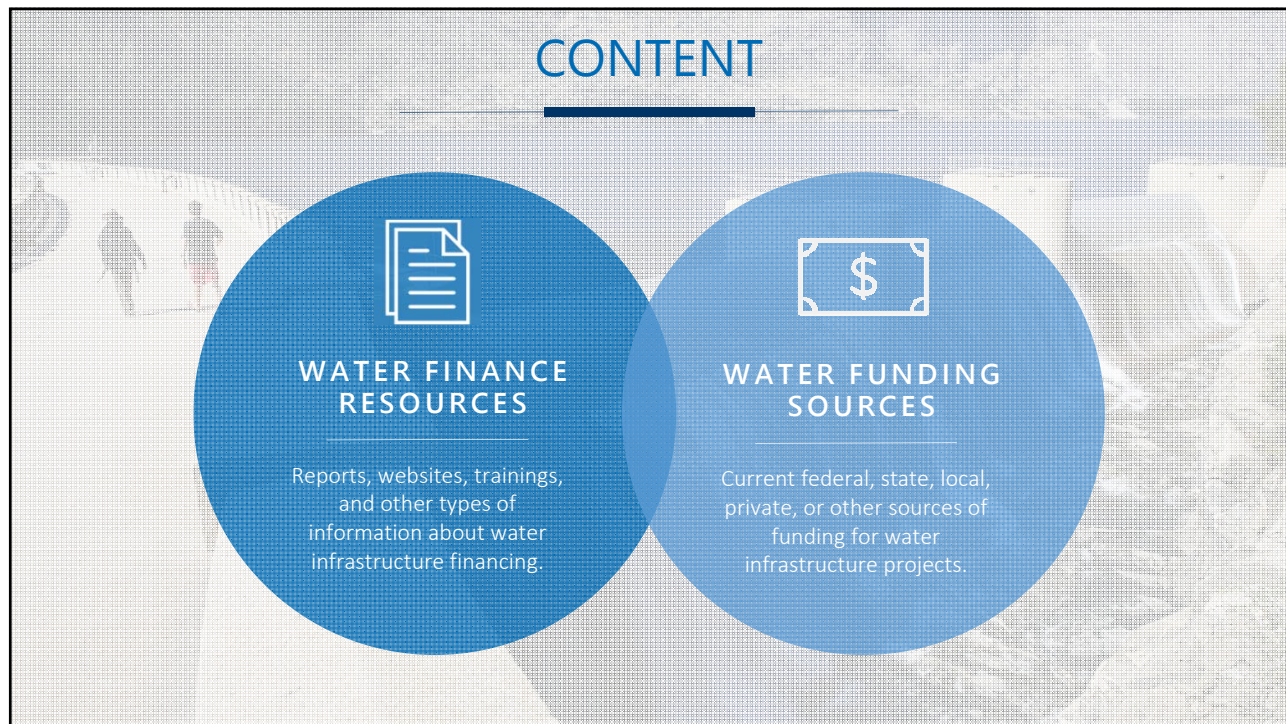 CONTENT
WATER FINANCE
RESOURCES
Reports, websites, trainings,
and other types of
information about water
infrastructure financing.
$
WATER FUNDING
SOURCES
Current federal, state, local,
private, or other sources of
funding for water
infrastructure projects.